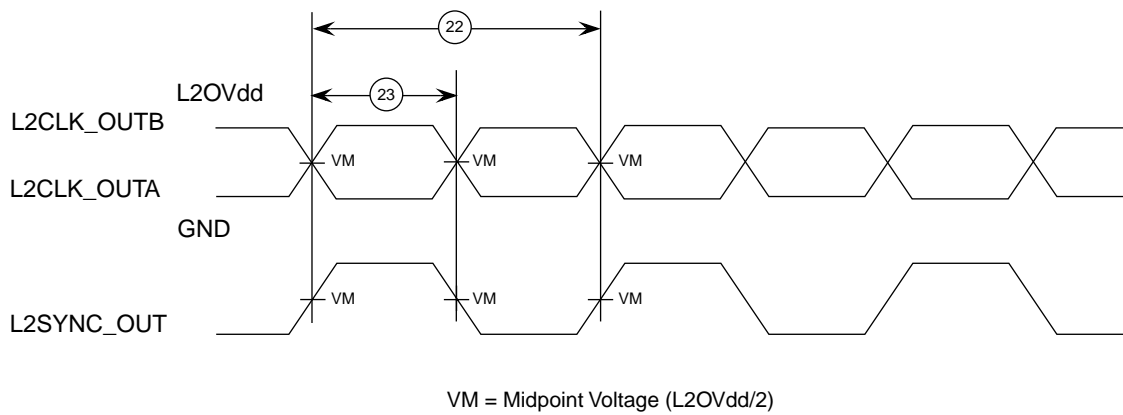 22
L2OVdd
23
L2CLK_OUTB
VM VM VM
L2CLK_OUTA
GND
VM VM VM
L2SYNC_OUT
VM = Midpoint Voltage (L2OVdd/2)